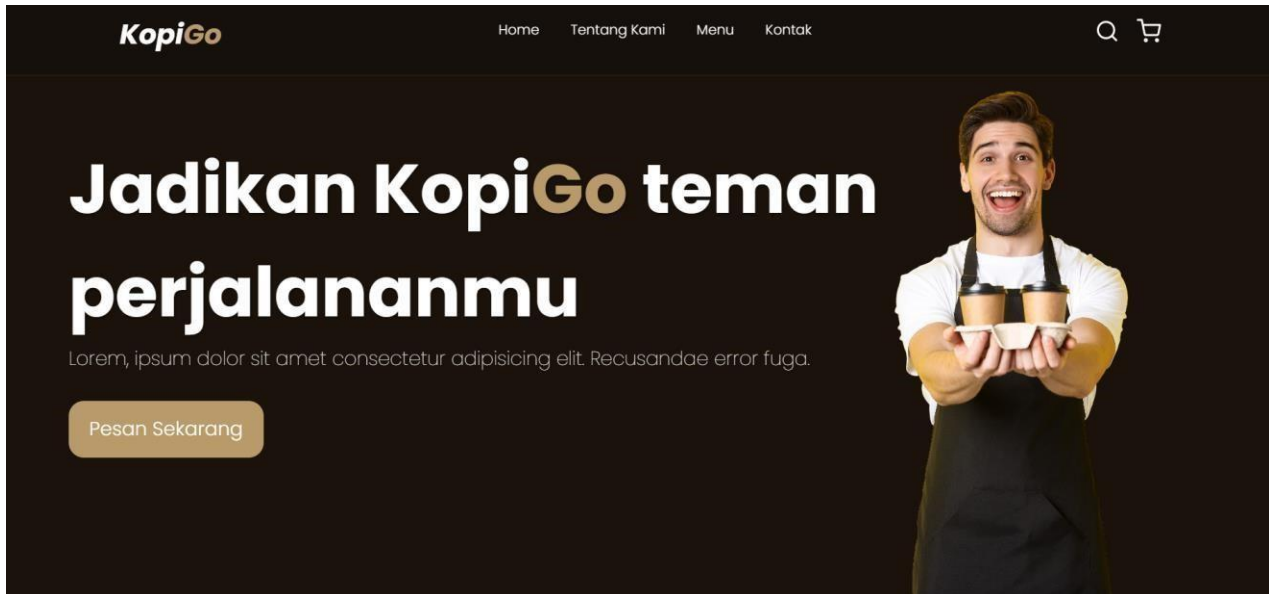 KopiGo
Home Tentang Kami Menu Kontak
Jadikan KopiGo teman
perjalananmu
Lorem, ipsum dolor sit amet consectetur adipisicing elit. Recusandae error fuga.
Pesan Sekarang